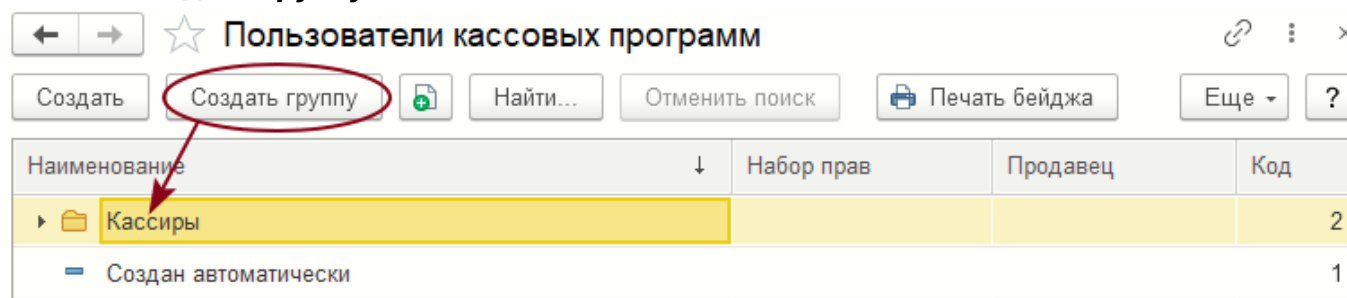 Пользователи кассовых программ
Создать Создать группу Найти... Отменить поиск Печать бейджа Еще ?
Наименование ↓ Набор прав Продавец Код
Кассиры 2
Создан автоматически 1